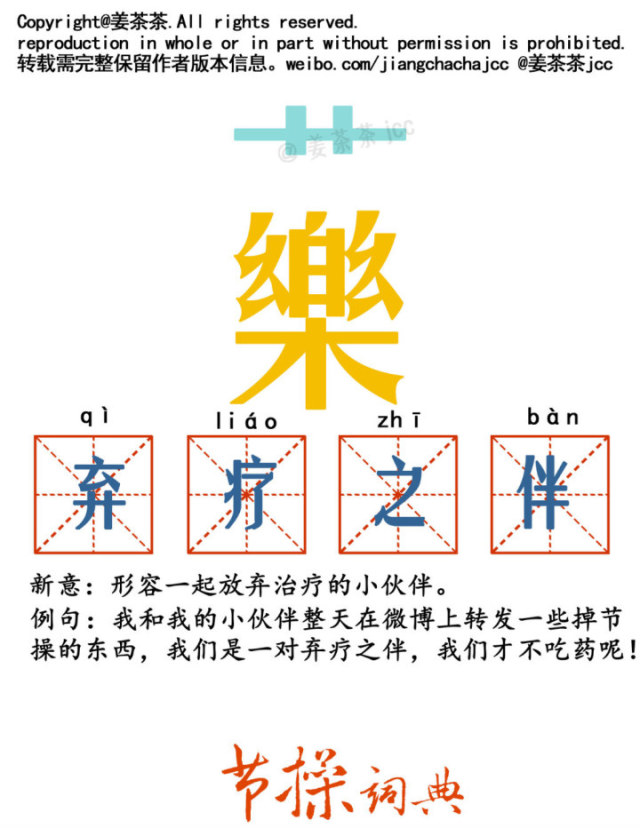 Copyright@姜茶茶.All rights reserved.
reproduction in whole or in part without permission is prohibited.
转载需完整保留作者版本信息。weibo.com/jiangchachajcc @姜茶茶jcc
艹
@姜茶茶jcc
樂
qì liáo zhī bàn
弃疗之伴
新意：形容一起放弃治疗的小伙伴。
例句：我和我的小伙伴整天在微博上转发一些掉节
操的东西，我们是一对弃疗之伴，我们才不吃药呢！
节操词典